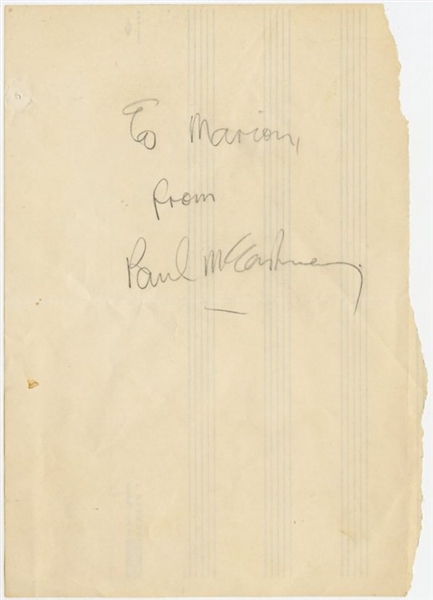 To Marion,
from
Paul McCartney